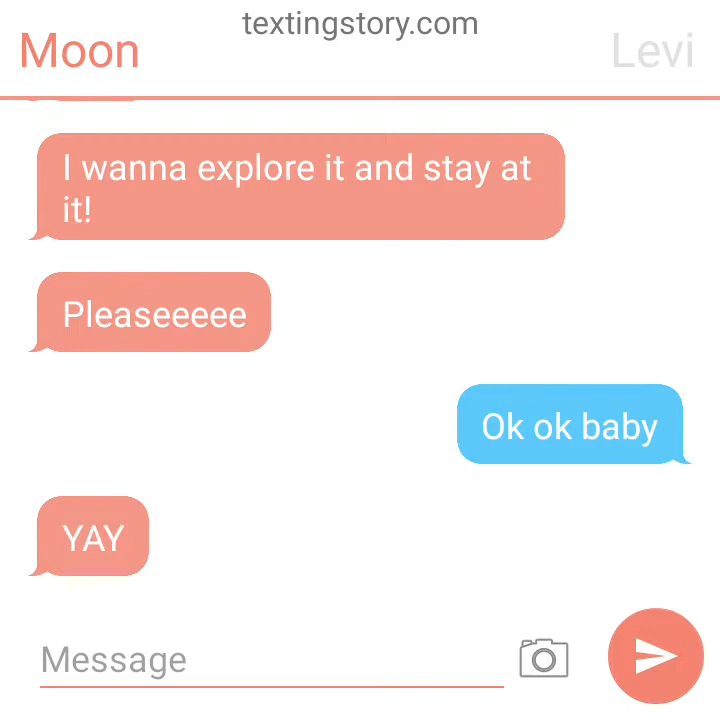 textingstory.com
Moon
Levi
I wanna explore it and stay at
it!
Pleaseeeee
Ok ok baby
YAY
Message